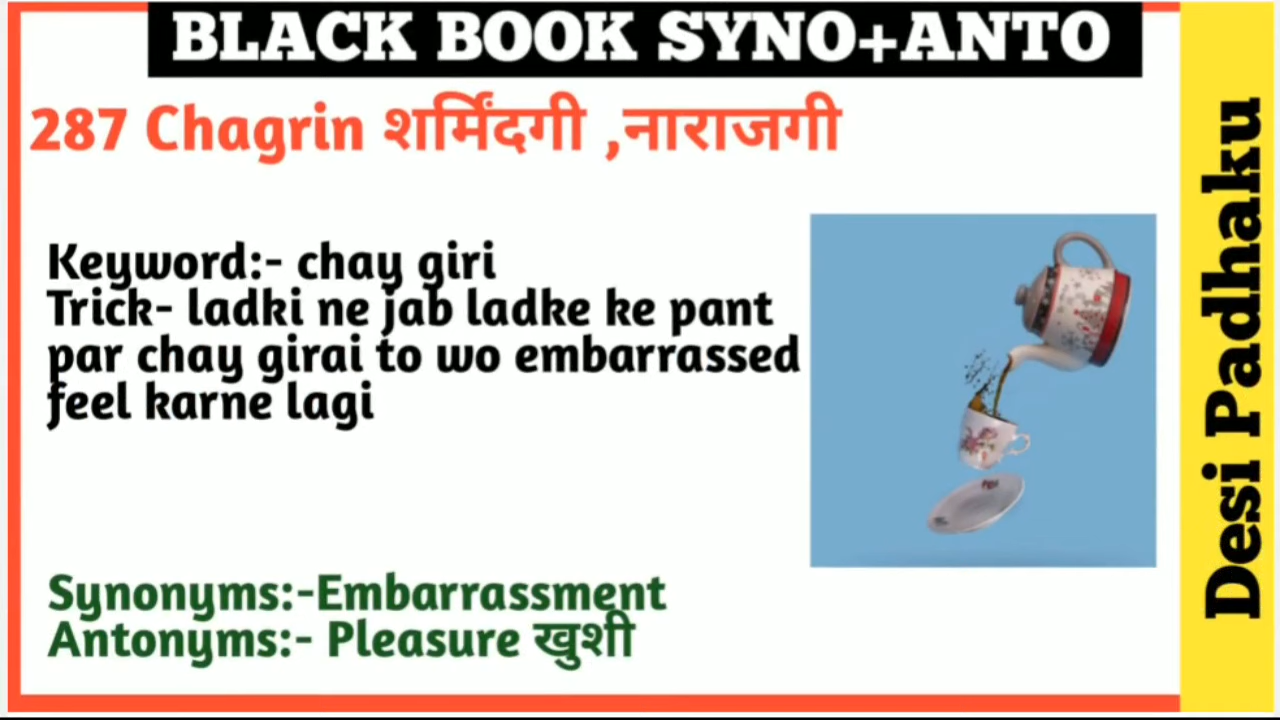 BLACK BOOK SYNO+ANTO
287 Chagrin शर्मिंदगी ,नाराजगी
Keyword:- chay giri
Trick- ladki ne jab ladke ke pant
par chay girai to wo embarrassed
feel karne lagi
Synonyms:-Embarrassment
Antonyms:- Pleasure खुशी
Desi Padhaku